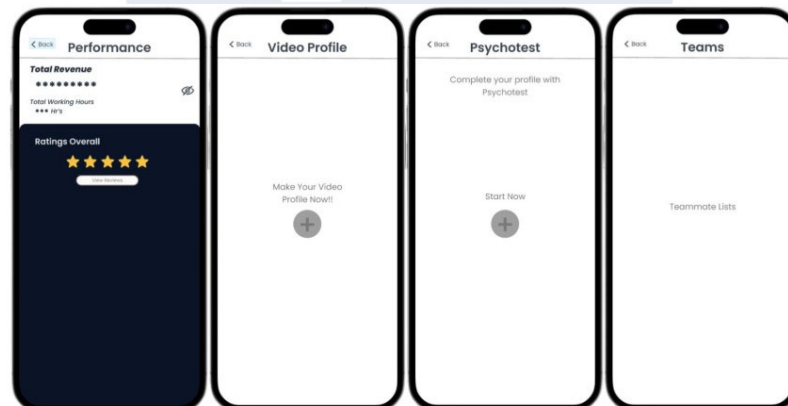 Back
Performance
Total Revenue
*********
Total Working Hours
*** Hr's
Ratings Overall
View Reviews
Back
Video Profile
Make Your Video
Profile Now!!
Back
Psychotest
Complete your profile with
Psychotest
Start Now
Back
Teams
Teammate Lists